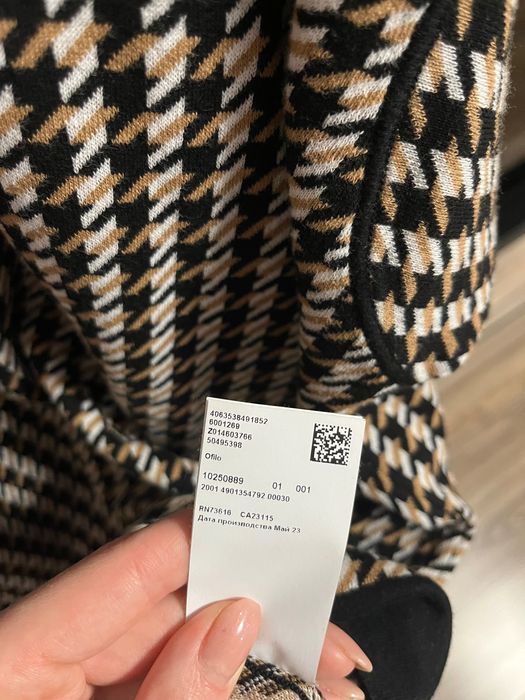 4063538491852
6001269
Z014603766
50495398
Ofilo
10250889 01 001
2001 4901354792 00030
RN73616 CA23115
Дата производства Май 23